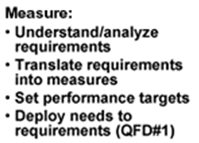 Measure:
• Understand/analyze
requirements
• Translate requirements
into measures
• Set performance targets
• Deploy needs to
requirements (QFD#1)